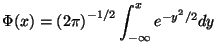 Φ(x) = (2π)^{-1/2} ∫_{-∞}^{x} e^{-y^2/2} dy